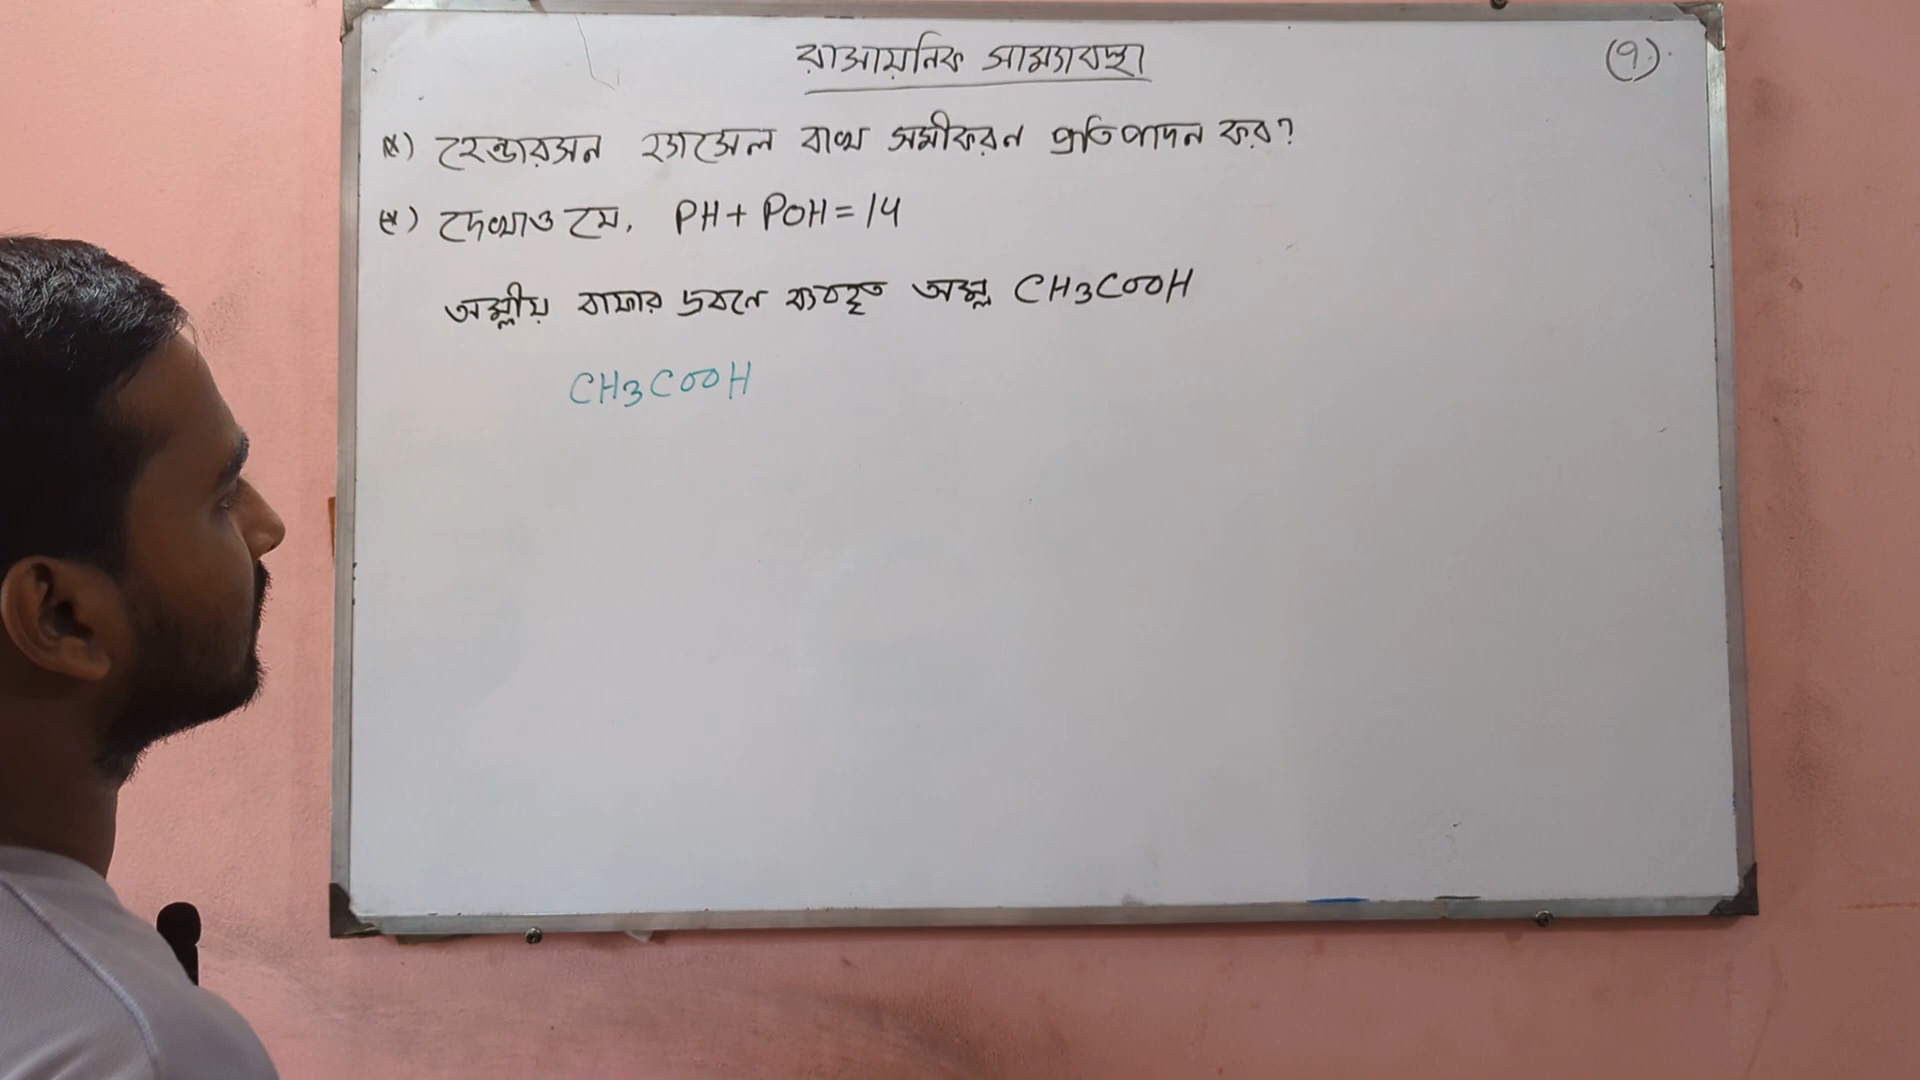 রাসায়নিক সাম্যাবস্থা
(৭)
*) হেন্ডারসন হ্যাসেল বাখ সমীকরন প্রতিপাদন কর?
*) দেখাও যে, PH + POH = 14
অম্লীয় বাফার দ্রবনে ব্যবহৃত অম্ল CH3COOH
CH3COOH